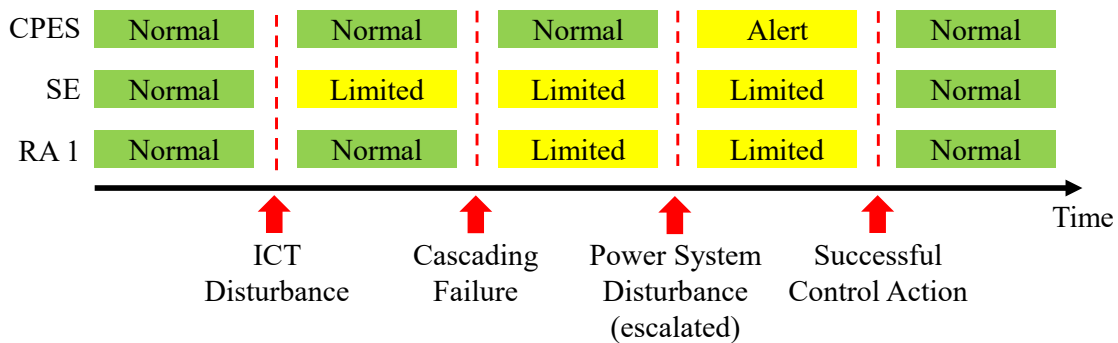 CPES Normal Normal Normal Alert Normal
SE Normal Limited Limited Limited Normal
RA 1 Normal Normal Limited Limited Normal
Time
ICT Cascading Power System Successful
Disturbance Failure Disturbance Control Action
(escalated)